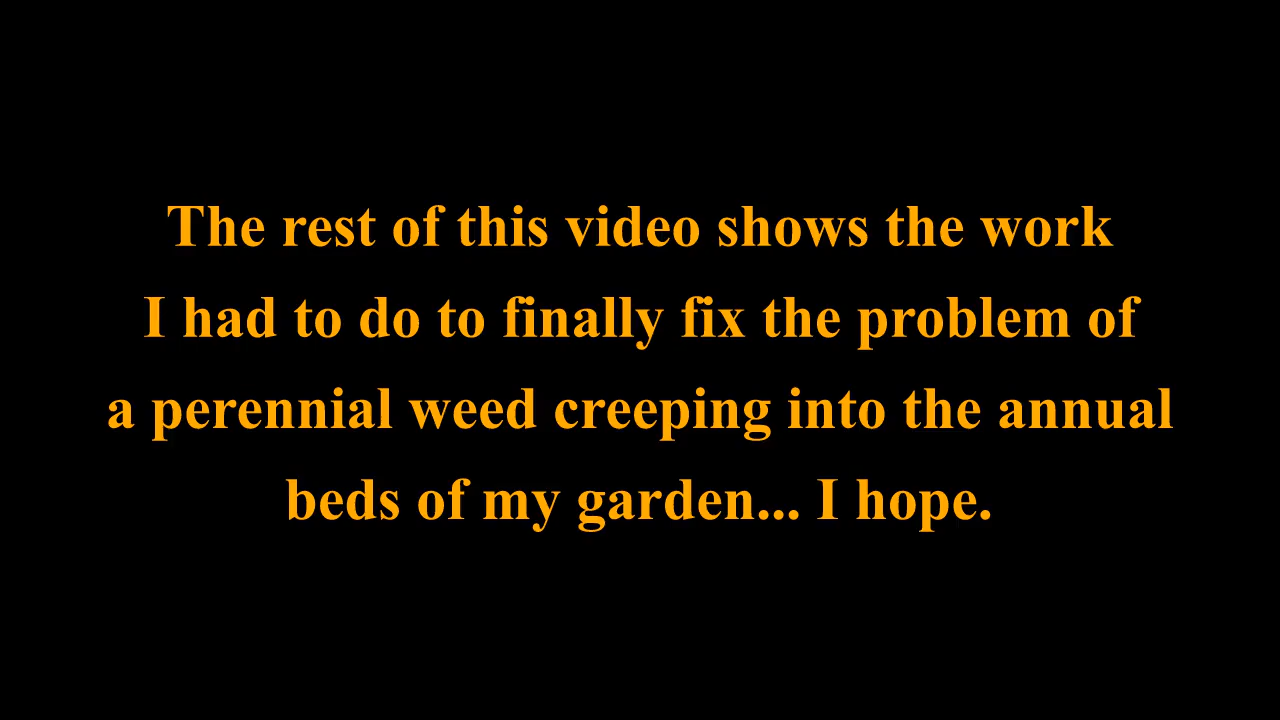 The rest of this video shows the work
I had to do to finally fix the problem of
a perennial weed creeping into the annual
beds of my garden... I hope.